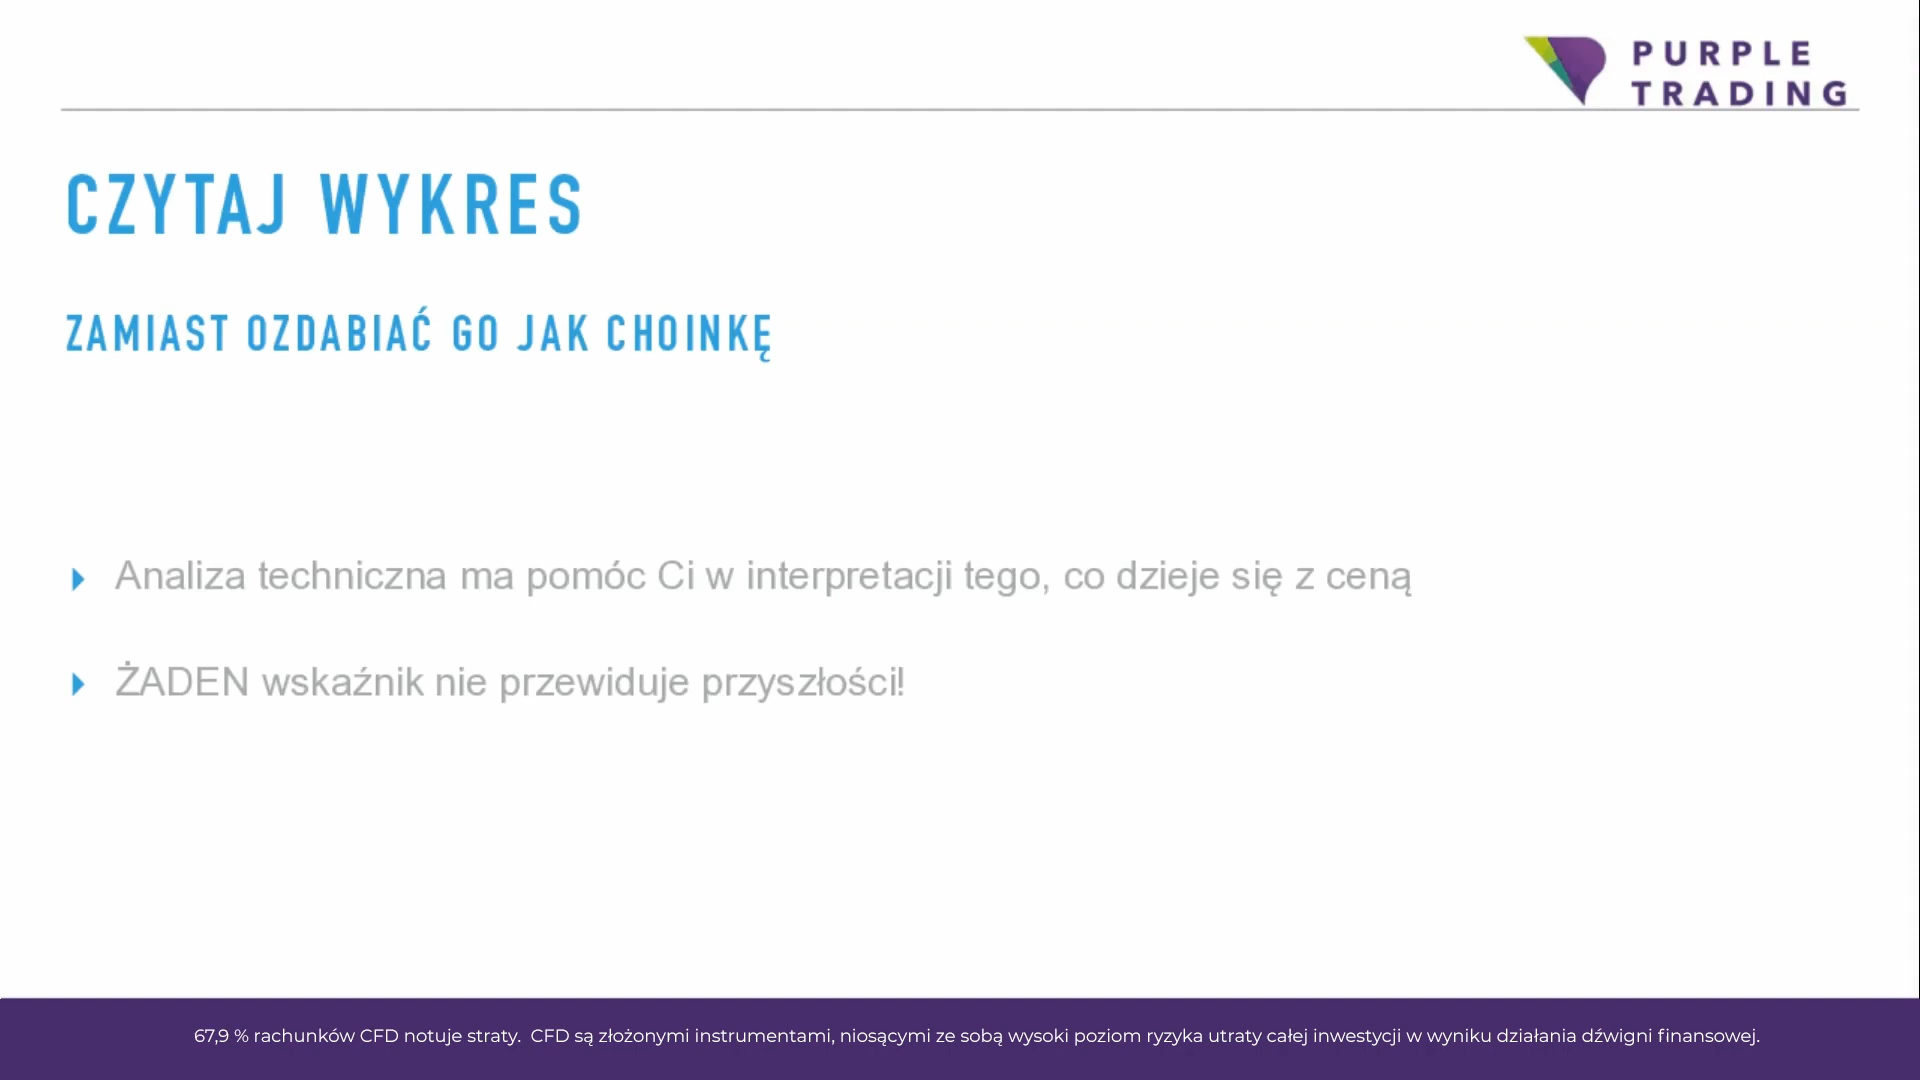 PURPLE
TRADING
CZYTAJ WYKRES
ZAMIAST OZDABIAĆ GO JAK CHOINKĘ
Analiza techniczna ma pomóc Ci w interpretacji tego, co dzieje się z ceną
ŻADEN wskaźnik nie przewiduje przyszłości!
67,9 % rachunków CFD notuje straty.  CFD są złożonymi instrumentami, niosącymi ze sobą wysoki poziom ryzyka utraty całej inwestycji w wyniku działania dźwigni finansowej.